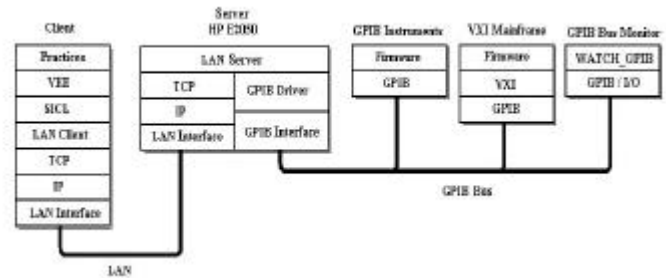 Client
Practices
VEE
SICL
LAN Client
TCP
IP
LAN Interface
Server
HP E2050
LAN Server
TCP
IP
LAN Interface
GPIB Driver
GPIB Interface
GPIB Instruments
Firmware
GPIB
VXI Mainframe
Firmware
VXI
GPIB
GPIB Bus Monitor
WATCH_GPIB
GPIB / I/O
GPIB Bus
LAN